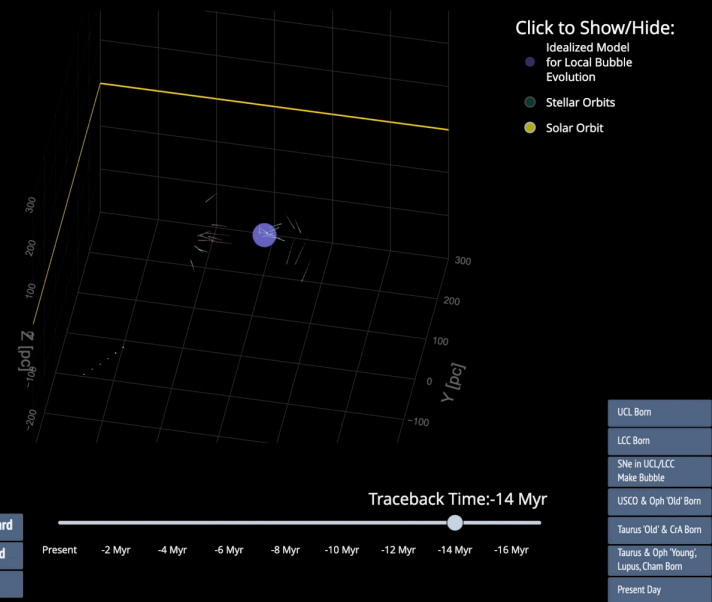 Click to Show/Hide:
Idealized Model
for Local Bubble
Evolution
Stellar Orbits
Solar Orbit
300
200
100
0
−100
−200
Z [pc]
300
200
100
0
−100
Y [pc]
UCL Born
LCC Born
SNe in UCL/LCC
Make Bubble
USCO & Oph 'Old' Born
Taurus 'Old' & CrA Born
Taurus & Oph 'Young',
Lupus, Cham Born
Present Day
Traceback Time:-14 Myr
Present
-2 Myr
-4 Myr
-6 Myr
-8 Myr
-10 Myr
-12 Myr
-14 Myr
-16 Myr